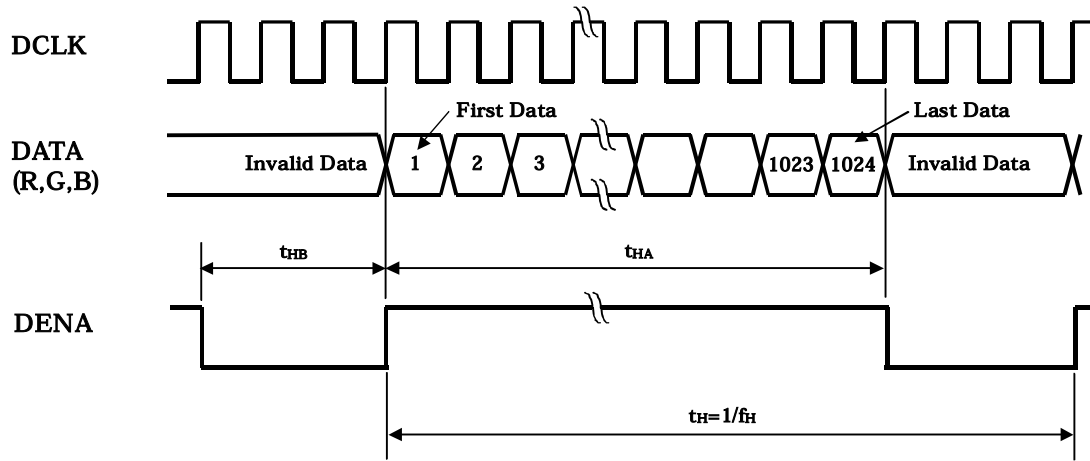 DCLK
First Data
Last Data
DATA
(R,G,B)
Invalid Data 1 2 3 1023 1024 Invalid Data
tHB
tHA
DENA
tH=1/fH